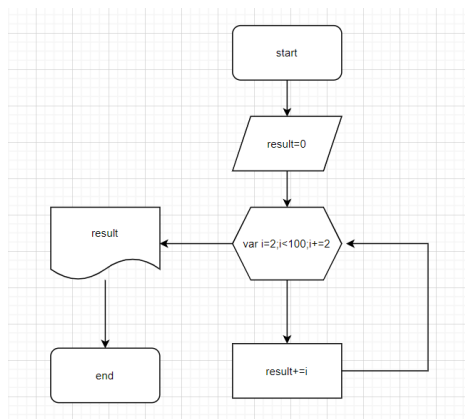 start
result=0
var i=2;i<100;i+=2
result
result+=i
end